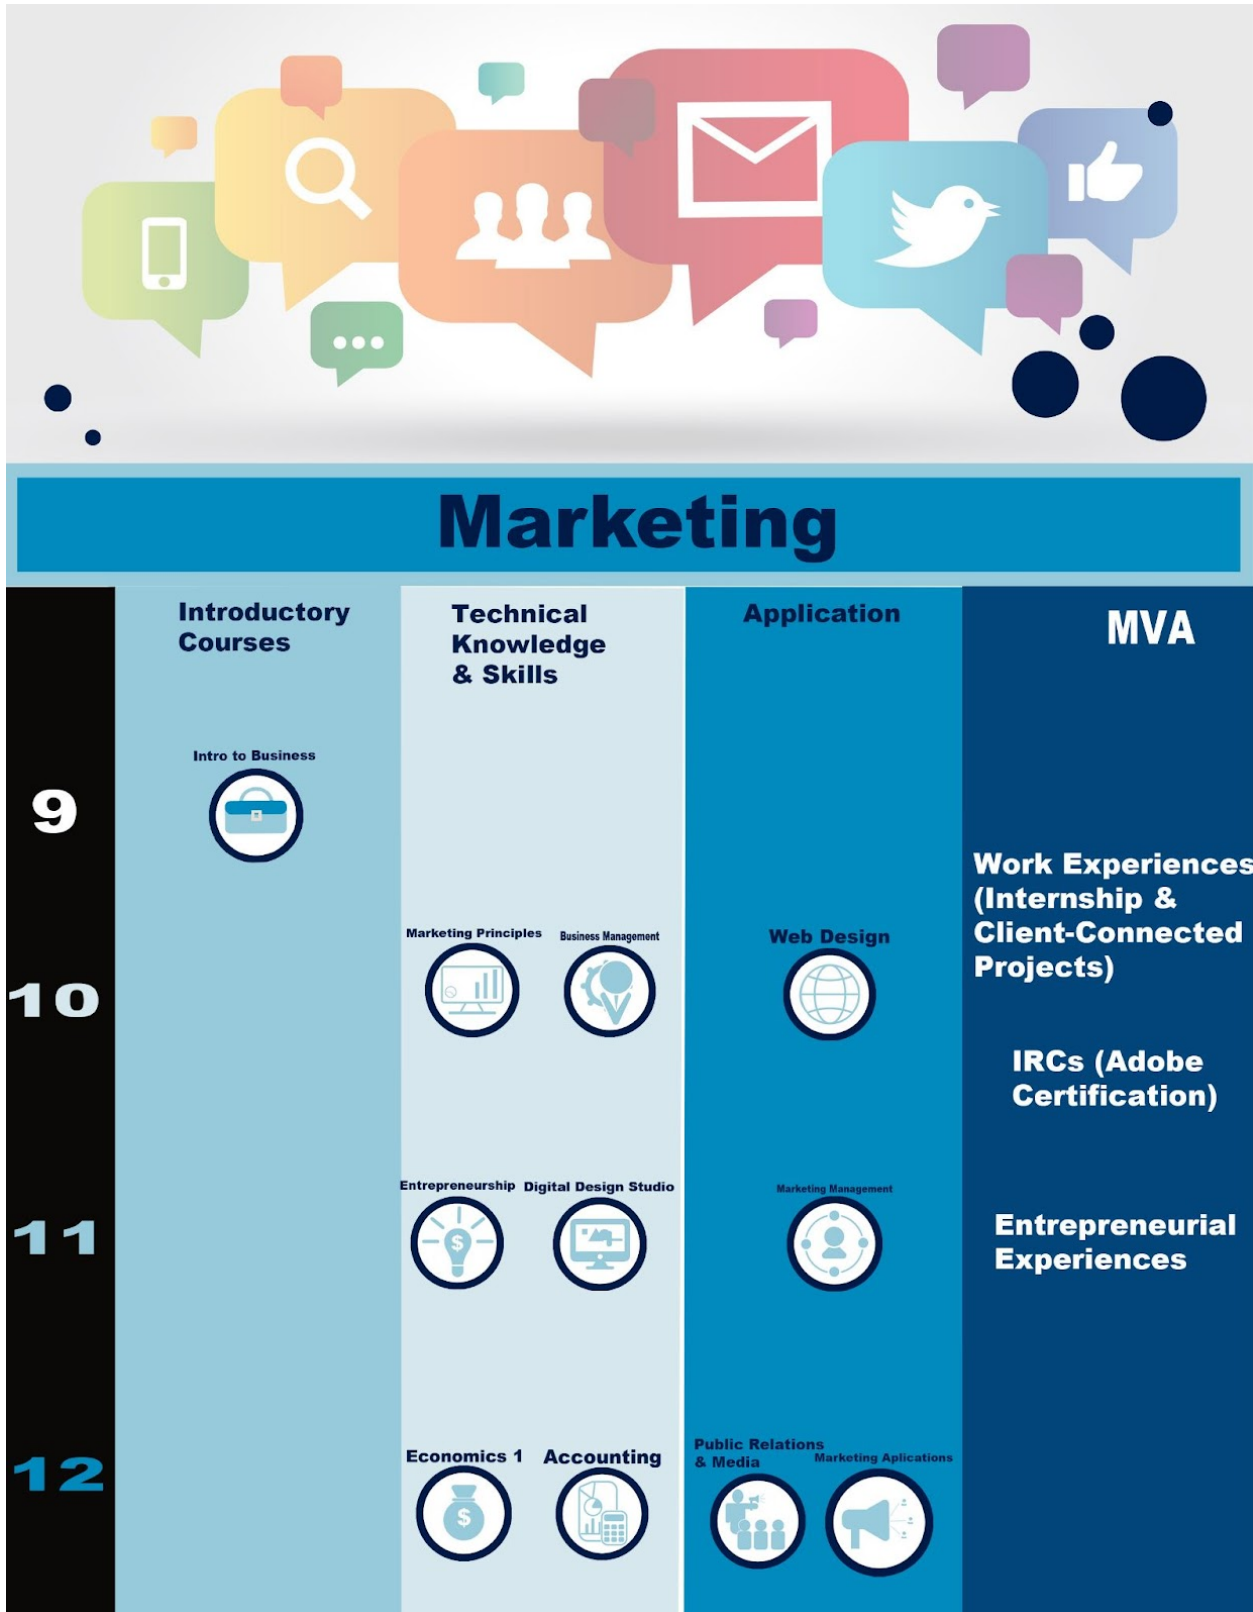 Marketing
Introductory
Courses
Technical
Knowledge
& Skills
Application
MVA
9
Intro to Business
10
Marketing Principles
Business Management
Web Design
Work Experiences
(Internship &
Client-Connected
Projects)
IRCs (Adobe
Certification)
11
Entrepreneurship
Digital Design Studio
$
Marketing Management
Entrepreneurial
Experiences
12
Economics 1
$
Accounting
Public Relations
& Media
Marketing Aplications